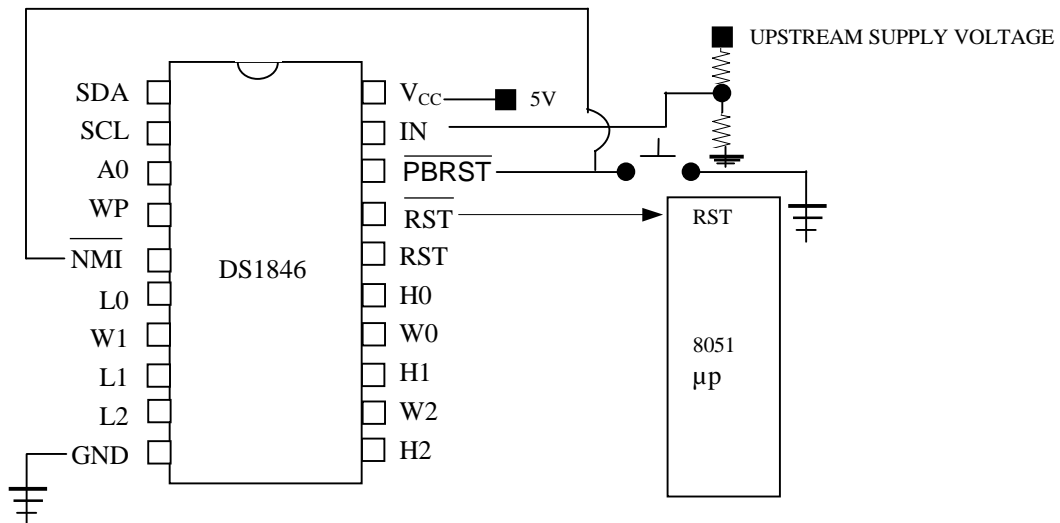 UPSTREAM SUPPLY VOLTAGE
SDA
SCL
A0
WP
NMI
L0
W1
L1
L2
GND
DS1846
VCC
5V
IN
PBRST
RST
RST
H0
W0
H1
W2
H2
RST
8051
µp